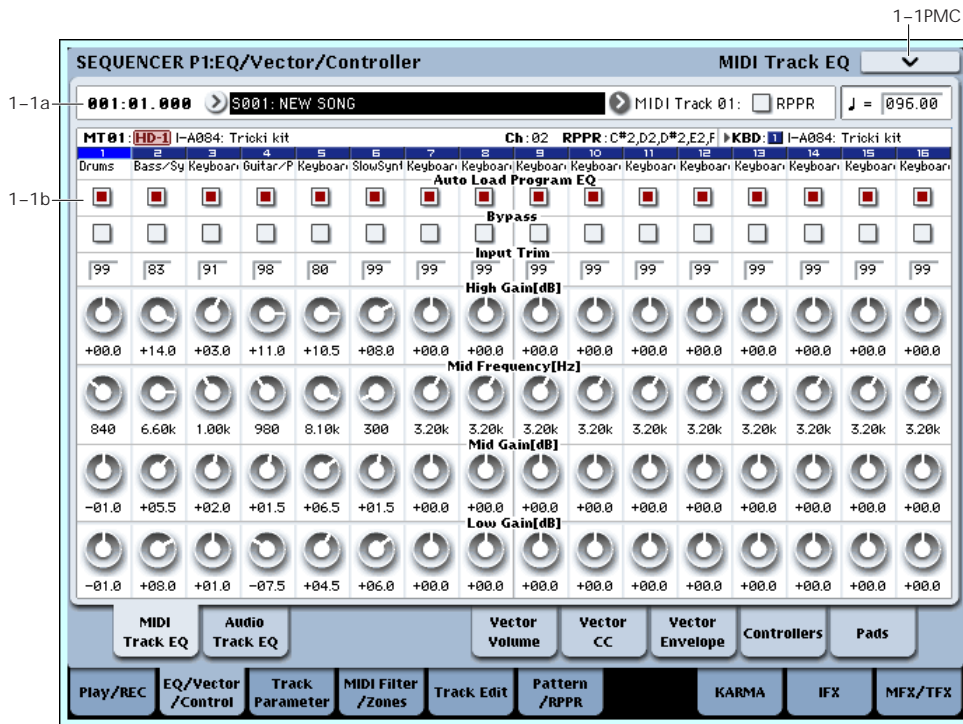 1–1PMC
SEQUENCER P1:EQ/Vector/Controller MIDI Track EQ
1–1a 001:01.000 S001: NEW SONG MIDI Track 01: RPPR ♩ = 096.00
MT01: HD-1 I–A084: Tricki kit Ch:02 RPPR:C#2,D2,D#2,E2,F ▶KBD: 1 I–A084: Tricki kit
1 2 3 4 5 6 7 8 9 10 11 12 13 14 15 16
Drums Bass/Sy Keyboar Guitar/P Keyboar SlowSynt Keyboar Keyboar Keyboar Keyboar Keyboar Keyboar Keyboar Keyboar Keyboar Keyboar
Auto Load Program EQ
1–1b
Bypass
Input Trim
99 83 91 98 80 99 99 99 99 99 99 99 99 99 99 99
High Gain[dB]
+00.0 +14.0 +03.0 +11.0 +10.5 +08.0 +00.0 +00.0 +00.0 +00.0 +00.0 +00.0 +00.0 +00.0 +00.0 +00.0
Mid Frequency[Hz]
840 6.60k 1.00k 980 8.10k 300 3.20k 3.20k 3.20k 3.20k 3.20k 3.20k 3.20k 3.20k 3.20k 3.20k
Mid Gain[dB]
–01.0 +05.5 +02.0 +01.5 +06.5 +01.5 +00.0 +00.0 +00.0 +00.0 +00.0 +00.0 +00.0 +00.0 +00.0 +00.0
Low Gain[dB]
–01.0 +08.0 +01.0 –07.5 +04.5 +06.0 +00.0 +00.0 +00.0 +00.0 +00.0 +00.0 +00.0 +00.0 +00.0 +00.0
MIDI Audio Vector Vector Vector Controllers Pads
Track EQ Track EQ Volume CC Envelope
Play/REC EQ/Vector Track MIDI Filter Track Edit Pattern KARMA IFX MFX/TFX
/Control Parameter /Zones /RPPR